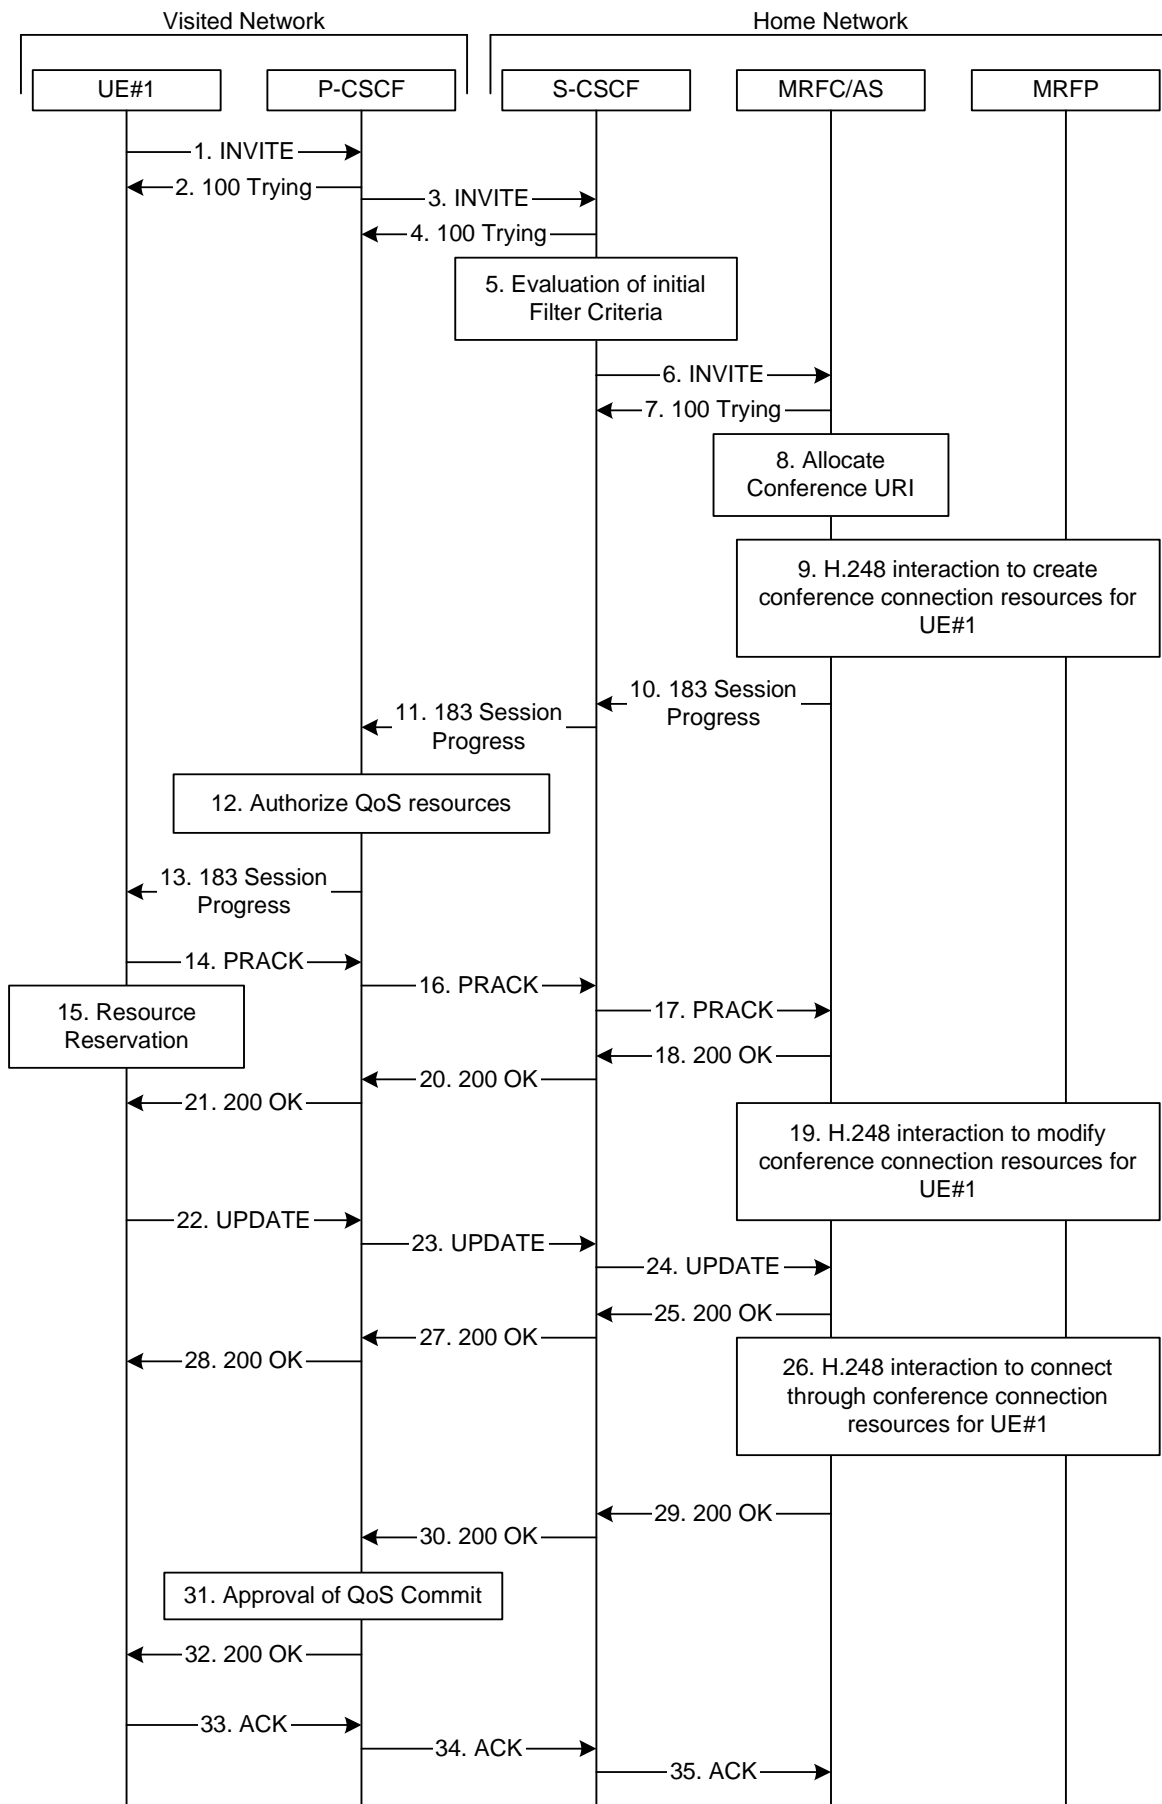 Visited Network
Home Network
UE#1
P-CSCF
S-CSCF
MRFC/AS
MRFP
1. INVITE
2. 100 Trying
3. INVITE
4. 100 Trying
5. Evaluation of initial
Filter Criteria
6. INVITE
7. 100 Trying
8. Allocate
Conference URI
9. H.248 interaction to create
conference connection resources for
UE#1
10. 183 Session
Progress
11. 183 Session
Progress
12. Authorize QoS resources
13. 183 Session
Progress
14. PRACK
15. Resource
Reservation
16. PRACK
17. PRACK
18. 200 OK
20. 200 OK
21. 200 OK
19. H.248 interaction to modify
conference connection resources for
UE#1
22. UPDATE
23. UPDATE
24. UPDATE
25. 200 OK
27. 200 OK
28. 200 OK
26. H.248 interaction to connect
through conference connection
resources for UE#1
29. 200 OK
30. 200 OK
31. Approval of QoS Commit
32. 200 OK
33. ACK
34. ACK
35. ACK